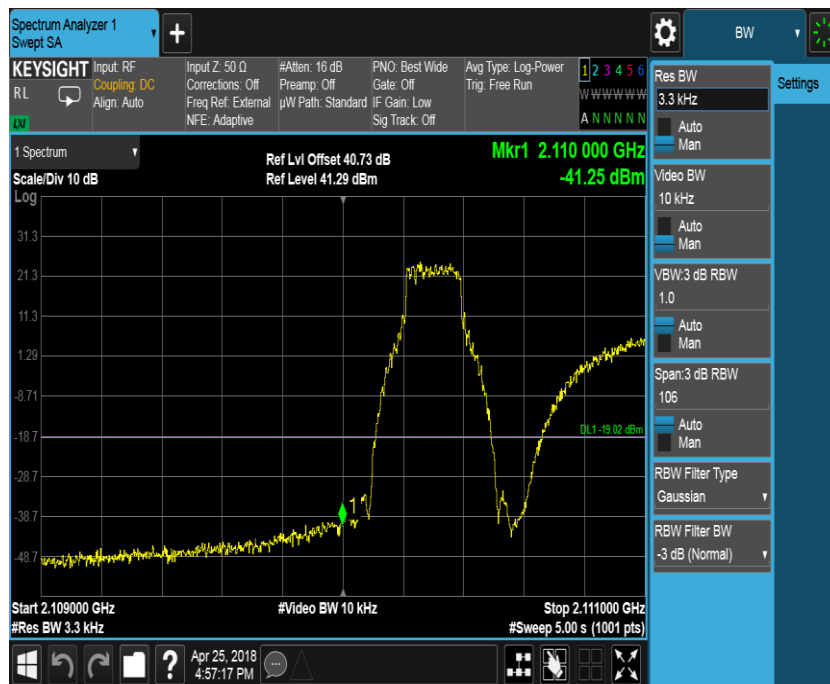 Spectrum Analyzer 1
Swept SA
+
BW
KEYSIGHT
RL
LXI
Input: RF
Coupling: DC
Align: Auto
Input Z: 50 Ω
Corrections: Off
Freq Ref: External
NFE: Adaptive
#Atten: 16 dB
Preamp: Off
µW Path: Standard
PNO: Best Wide
Gate: Off
IF Gain: Low
Sig Track: Off
Avg Type: Log-Power
Trig: Free Run
1 2 3 4 5 6
W W W W W W
A N N N N N
1 Spectrum
Scale/Div 10 dB
Ref Lvl Offset 40.73 dB
Ref Level 41.29 dBm
Mkr1 2.110 000 GHz
-41.25 dBm
Log
31.3
21.3
11.3
1.29
-8.71
-18.7
-28.7
-38.7
-48.7
DL1 -19.02 dBm
1
Start 2.109000 GHz
#Video BW 10 kHz
Stop 2.111000 GHz
#Res BW 3.3 kHz
#Sweep 5.00 s (1001 pts)
Res BW
3.3 kHz
Auto
Man
Video BW
10 kHz
Auto
Man
VBW:3 dB RBW
1.0
Auto
Man
Span:3 dB RBW
106
Auto
Man
RBW Filter Type
Gaussian
RBW Filter BW
-3 dB (Normal)
Settings
?
Apr 25, 2018
4:57:17 PM